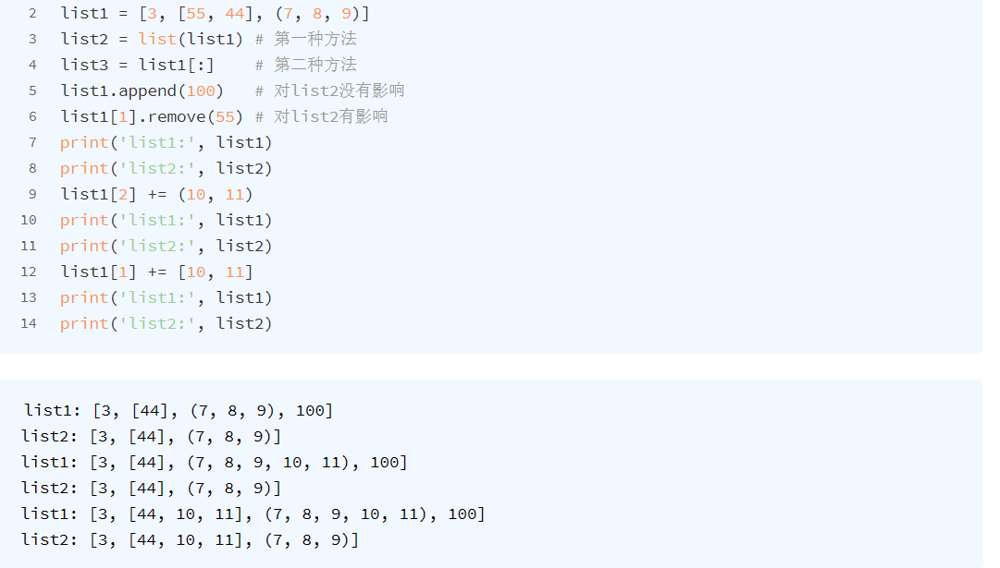 2 list1 = [3, [55, 44], (7, 8, 9)]
3 list2 = list(list1) # 第一种方法
4 list3 = list1[:]    # 第二种方法
5 list1.append(100)   # 对list2没有影响
6 list1[1].remove(55) # 对list2有影响
7 print('list1:', list1)
8 print('list2:', list2)
9 list1[2] += (10, 11)
10 print('list1:', list1)
11 print('list2:', list2)
12 list1[1] += [10, 11]
13 print('list1:', list1)
14 print('list2:', list2)
list1: [3, [44], (7, 8, 9), 100]
list2: [3, [44], (7, 8, 9)]
list1: [3, [44], (7, 8, 9, 10, 11), 100]
list2: [3, [44], (7, 8, 9)]
list1: [3, [44, 10, 11], (7, 8, 9, 10, 11), 100]
list2: [3, [44, 10, 11], (7, 8, 9)]